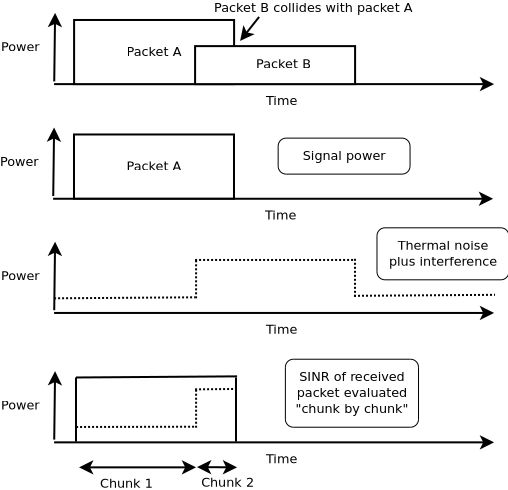 Packet B collides with packet A
Power
Packet A
Packet B
Time
Power
Packet A
Signal power
Time
Thermal noise
plus interference
Power
Time
SINR of received
packet evaluated
"chunk by chunk"
Power
Time
Chunk 1
Chunk 2